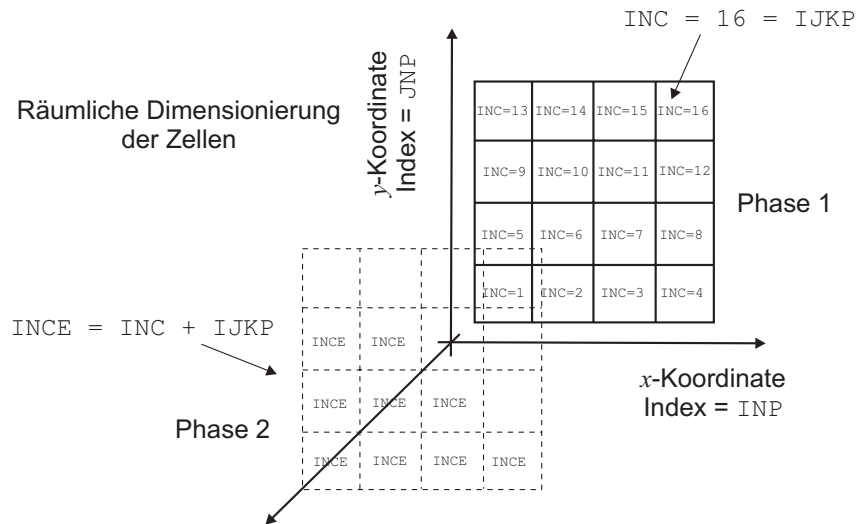 INC = 16 = IJKP
Räumliche Dimensionierung
der Zellen
y-Koordinate
Index = JNP
INC=13 INC=14 INC=15 INC=16
INC=9 INC=10 INC=11 INC=12
Phase 1
INC=5 INC=6 INC=7 INC=8
INC=1 INC=2 INC=3 INC=4
INCE = INC + IJKP
INCE INCE
x-Koordinate
Index = INP
INCE INCE INCE
Phase 2
INCE INCE INCE INCE